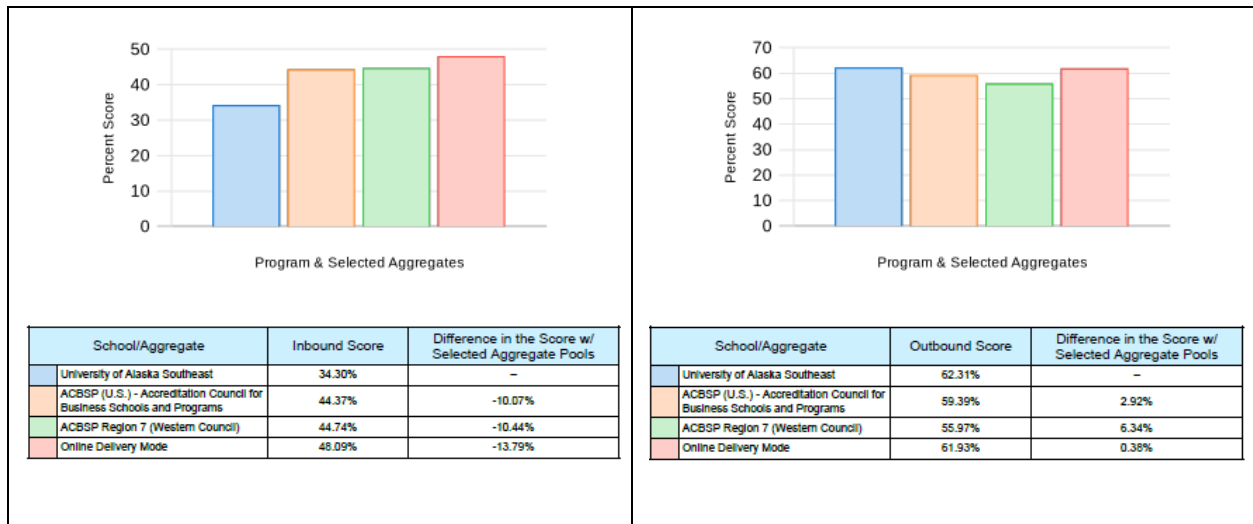 50
40
30
20
10
0
Percent Score
Program & Selected Aggregates
School/Aggregate Inbound Score Difference in the Score w/
Selected Aggregate Pools
University of Alaska Southeast 34.30% –
ACBSP (U.S.) - Accreditation Council for
Business Schools and Programs 44.37% -10.07%
ACBSP Region 7 (Western Council) 44.74% -10.44%
Online Delivery Mode 48.09% -13.79%
70
60
50
40
30
20
10
0
Percent Score
Program & Selected Aggregates
School/Aggregate Outbound Score Difference in the Score w/
Selected Aggregate Pools
University of Alaska Southeast 62.31% –
ACBSP (U.S.) - Accreditation Council for
Business Schools and Programs 59.39% 2.92%
ACBSP Region 7 (Western Council) 55.97% 6.34%
Online Delivery Mode 61.93% 0.38%